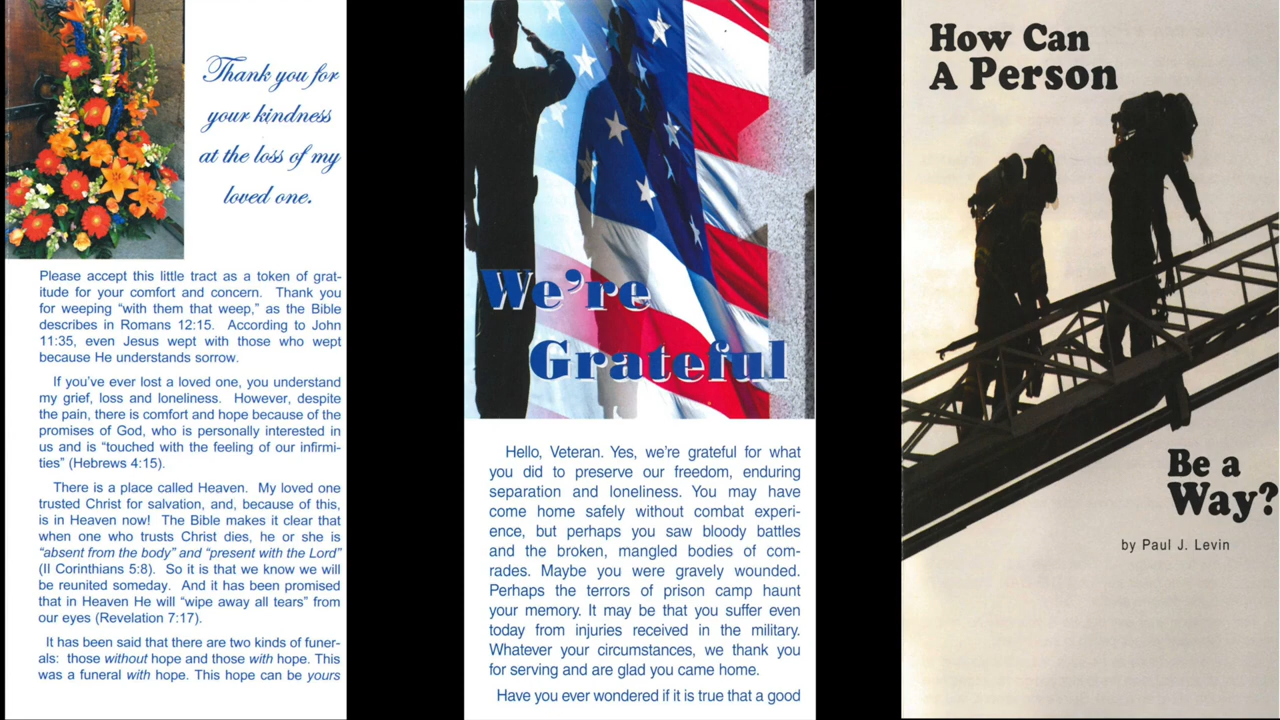 Thank you for
your kindness
at the loss of my
loved one.
Please accept this little tract as a token of grat-
itude for your comfort and concern. Thank you
for weeping “with them that weep,” as the Bible
describes in Romans 12:15. According to John
11:35, even Jesus wept with those who wept
because He understands sorrow.
If you’ve ever lost a loved one, you understand
my grief, loss and loneliness. However, despite
the pain, there is comfort and hope because of the
promises of God, who is personally interested in
us and is “touched with the feeling of our infirmi-
ties” (Hebrews 4:15).
There is a place called Heaven. My loved one
trusted Christ for salvation, and, because of this,
is in Heaven now! The Bible makes it clear that
when one who trusts Christ dies, he or she is
“absent from the body” and “present with the Lord”
(II Corinthians 5:8). So it is that we know we will
be reunited someday. And it has been promised
that in Heaven He will “wipe away all tears” from
our eyes (Revelation 7:17).
It has been said that there are two kinds of funer-
als: those without hope and those with hope. This
was a funeral with hope. This hope can be yours
We’re
Grateful
Hello, Veteran. Yes, we’re grateful for what
you did to preserve our freedom, enduring
separation and loneliness. You may have
come home safely without combat experi-
ence, but perhaps you saw bloody battles
and the broken, mangled bodies of com-
rades. Maybe you were gravely wounded.
Perhaps the terrors of prison camp haunt
your memory. It may be that you suffer even
today from injuries received in the military.
Whatever your circumstances, we thank you
for serving and are glad you came home.
Have you ever wondered if it is true that a good
How Can
A Person
Be a
Way?
by Paul J. Levin